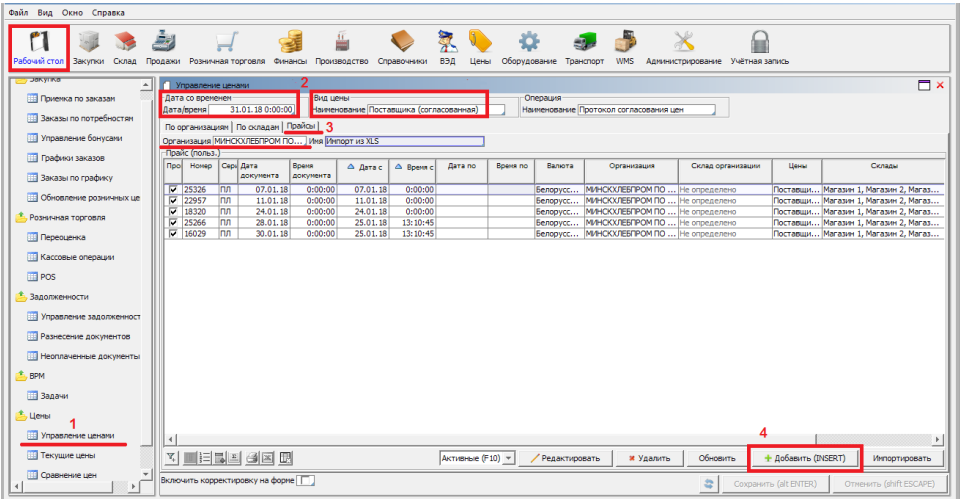 Файл Вид Окно Справка
Рабочий стол Закупки Склад Продажи Розничная торговля Финансы Производство Справочники ВЭД Цены Оборудование Транспорт WMS Администрирование Учётная запись
Закупка
Приемка по заказам
Заказы по потребностям
Управление бонусами
Графики заказов
Заказы по графику
Обновление розничных це
Розничная торговля
Переоценка
Кассовые операции
POS
Задолженности
Управление задолженност
Разнесение документов
Неоплаченные документы
BPM
Задачи
Цены
1
Управление ценами
Текущие цены
Сравнение цен
Управление ценами
2
Дата со временем
Дата/время 31.01.18 0:00:00
Вид цены
Наименование Поставщика (согласованная)
Операция
Наименование Протокол согласования цен
По организациям По складам Прайсы 3
Организация МИНСКХЛЕБПРОМ ПО... Имя Импорт из XLS
Прайс (польз.)
Про Номер Сери Дата документа Время документа Дата с Время с Дата по Время по Валюта Организация Склад организации Цены Склады
25326 ПЛ 07.01.18 0:00:00 07.01.18 0:00:00 Белорусс... МИНСКХЛЕБПРОМ ПО ... Не определено Поставщи... Магазин 1, Магазин 2, Магаз...
22957 ПЛ 11.01.18 0:00:00 11.01.18 0:00:00 Белорусс... МИНСКХЛЕБПРОМ ПО ... Не определено Поставщи... Магазин 1, Магазин 2, Магаз...
18320 ПЛ 24.01.18 0:00:00 24.01.18 0:00:00 Белорусс... МИНСКХЛЕБПРОМ ПО ... Не определено Поставщи... Магазин 1, Магазин 2, Магаз...
25266 ПЛ 28.01.18 0:00:00 25.01.18 13:10:45 Белорусс... МИНСКХЛЕБПРОМ ПО ... Не определено Поставщи... Магазин 1, Магазин 2, Магаз...
16029 ПЛ 30.01.18 0:00:00 25.01.18 13:10:45 Белорусс... МИНСКХЛЕБПРОМ ПО ... Не определено Поставщи... Магазин 1, Магазин 2, Магаз...
4
Активные (F10) Редактировать Удалить Обновить Добавить (INSERT) Импортировать
Включить корректировку на форме
Сохранить (alt ENTER) Отменить (shift ESCAPE)